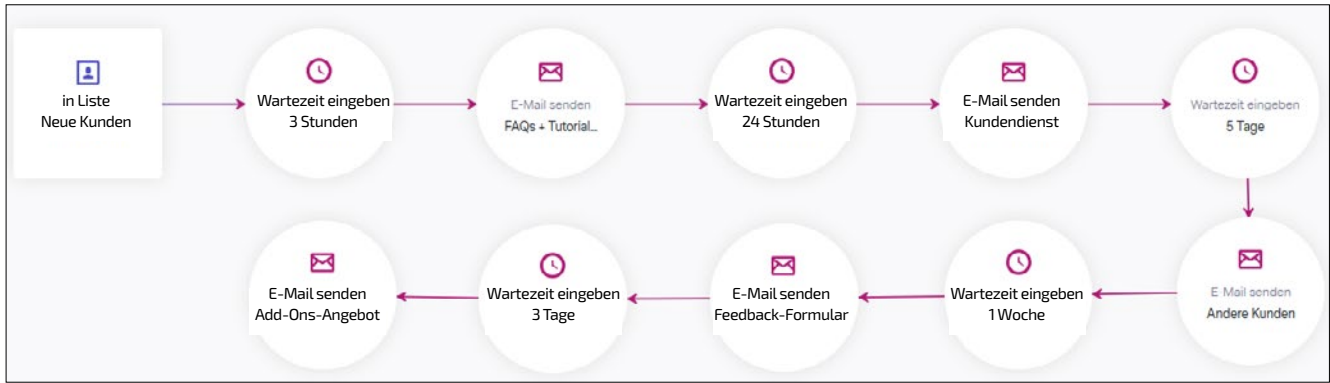 in Liste
Neue Kunden
Wartezeit eingeben
3 Stunden
E-Mail senden
FAQs + Tutorial...
Wartezeit eingeben
24 Stunden
E-Mail senden
Kundendienst
Wartezeit eingeben
5 Tage
E-Mail senden
Andere Kunden
Wartezeit eingeben
1 Woche
E-Mail senden
Feedback-Formular
Wartezeit eingeben
3 Tage
E-Mail senden
Add-Ons-Angebot